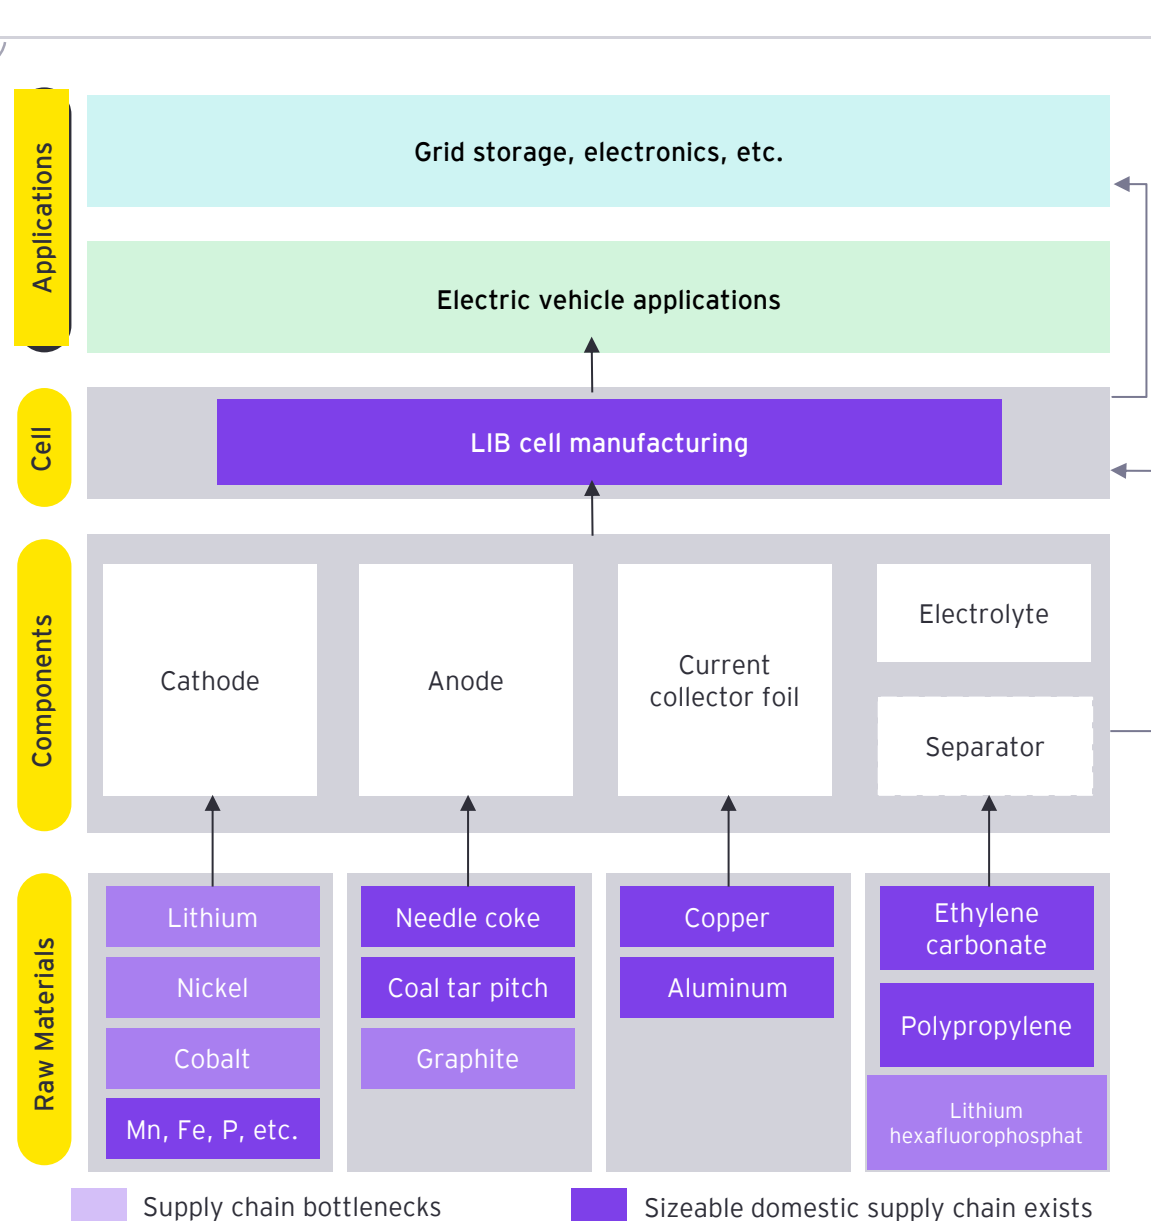 Applications
Grid storage, electronics, etc.
Electric vehicle applications
Cell
LIB cell manufacturing
Components
Cathode
Anode
Current
collector foil
Electrolyte
Separator
Raw Materials
Lithium
Nickel
Cobalt
Mn, Fe, P, etc.
Needle coke
Coal tar pitch
Graphite
Copper
Aluminum
Ethylene
carbonate
Polypropylene
Lithium
hexafluorophosphat
Supply chain bottlenecks
Sizeable domestic supply chain exists